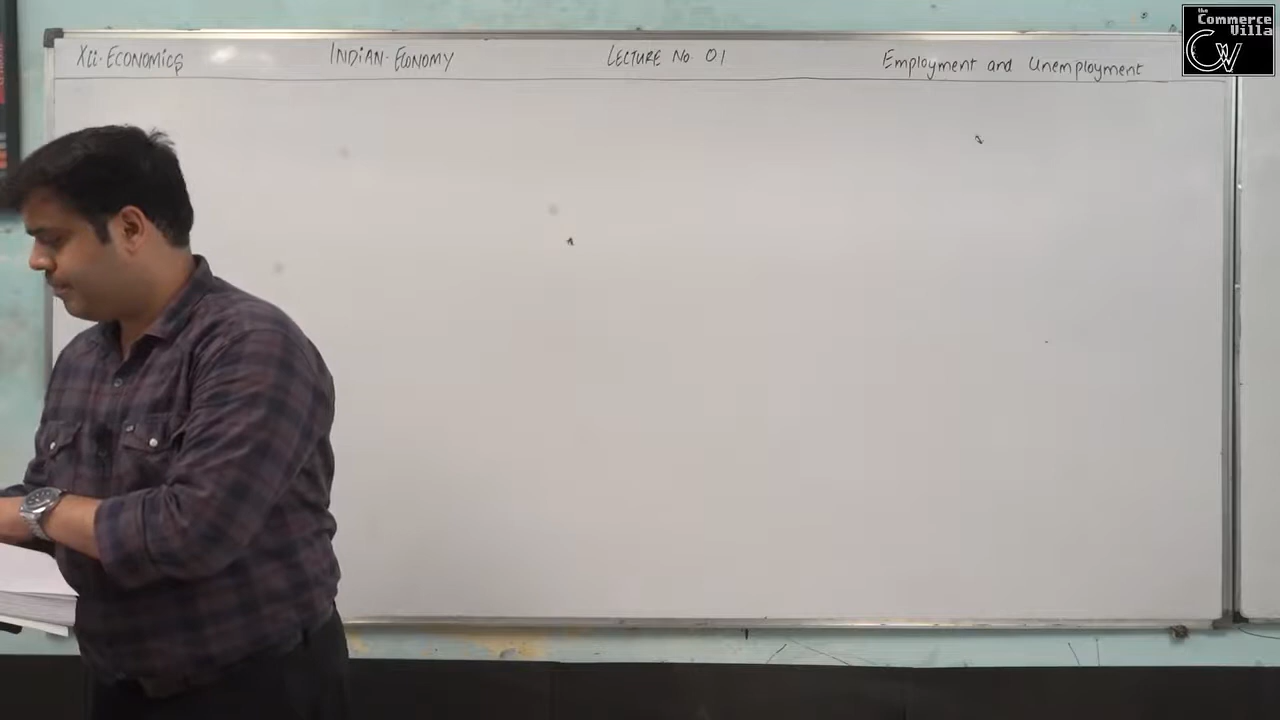 XII-ECONOMICS INDIAN-ECONOMY LECTURE NO 01 Employment and Unemployment
the
Commerce
Villa
CV